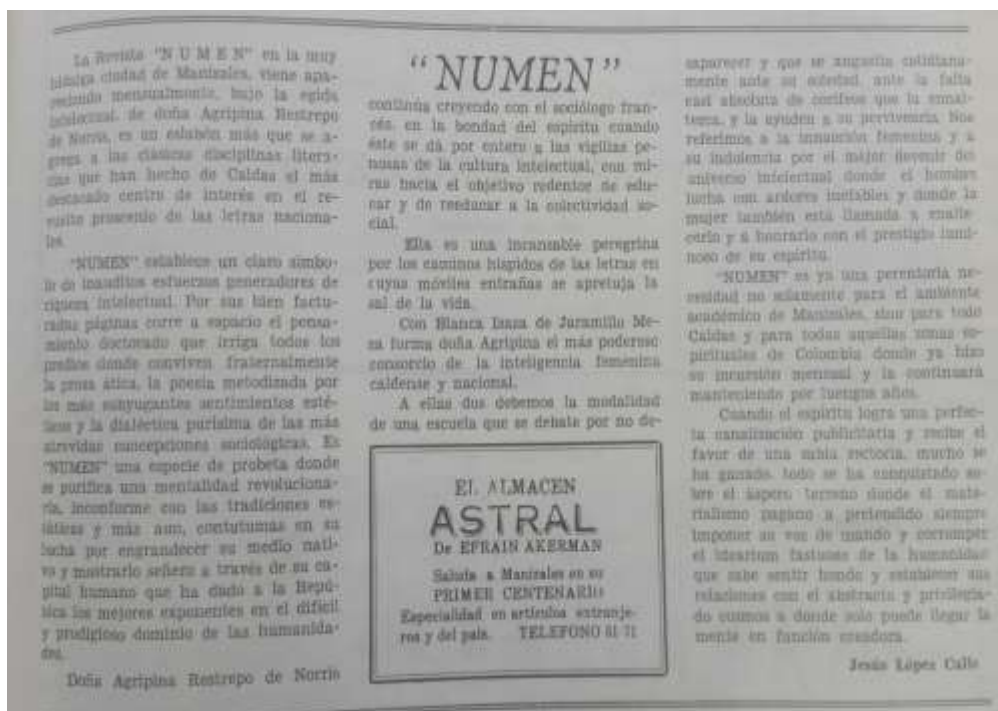 "NUMEN"
La Revista "NUMEN" en la muy
ciudad de Manizales, viene apa-
reciendo mensualmente, bajo la egida
intelectual, de doña Agripina Restrepo
de Norris, es un eslabón más que se a-
grega a las clásicas disciplinas litera-
rias que han hecho de Caldas el más
destacado centro de interés en el re-
proscenio de las letras naciona-
les.
"NUMEN" establece un claro símbo-
lo de inauditos esfuerzos generadores de
riqueza intelectual. Por sus bien factu-
radas páginas corre a espacio el pensa-
miento doctorado que irriga todos los
predios donde conviven fraternalmente
la prosa ática, la poesía metodizada por
los más subyugantes sentimientos esté-
ticos y la dialéctica purísima de las más
atrevidas concepciones sociológicas. Es
"NUMEN" una especie de probeta donde
se purifica una mentalidad revoluciona-
ria, inconforme con las tradiciones es-
táticas y más aun, contutumas en su
lucha por engrandecer su medio nati-
vo y mostrarlo señero a través de su ca-
pital humano que ha dado a la Repú-
blica los mejores exponentes en el difícil
y prodigioso dominio de las humanida-
des.
Doña Agripina Restrepo de Norris
continúa creyendo con el sociólogo fran-
cés, en la bondad del espíritu cuando
éste se dá por entero a las vigilias pe-
nosas de la cultura intelectual, con mi-
ras hacia el objetivo redentor de edu-
car y de reeducar a la colectividad so-
cial.
Ella es una incansable peregrina
por los caminos híspidos de las letras en
cuyas móviles entrañas se apretuja la
sal de la vida.
Con Blanca Isaza de Jaramillo Me-
sa forma doña Agripina el más poderoso
consorcio de la inteligencia femenina
caldense y nacional.
A ellas dos debemos la modalidad
de una escuela que se debate por no de-
saparecer y que se angustia cotidiana-
mente ante su soledad, ante la falta
casi absoluta de corifeos que la ennal-
tezca, y la ayuden a su pervivencia. Nos
referimos a la inmanición femenina y a
su indolencia por el mejor devenir del
universo intelectual donde el hombre
lucha con ardores inefables y donde la
mujer también está llamada a enalte-
cerlo y a honrarlo con el prestigio lumi-
noso de su espíritu.
"NUMEN" es ya una perentoria ne-
cesidad no solamente para el ambiente
académico de Manizales, sino para todo
Caldas y para todas aquellas zonas es-
pirituales de Colombia donde ya hizo
su incursión mensual y la continuará
manteniendo por luengos años.
Cuando el espíritu logra una perfec-
ta canalización publicitaria y recibe el
favor de una sabia rectoría, mucho se
ha ganado, todo se ha conquistado so-
bre el áspero terreno donde el mate-
rialismo pagano a pretendido siempre
imponer su voz de mando y corromper
el idearium fastuoso de la humanidad
que sabe sentir hondo y establecer sus
relaciones con el abstracto y privilegia-
do cosmos a donde solo puede llegar la
mente en función creadora.
Jesús López Calle
EL ALMACEN
ASTRAL
De EFRAIN AKERMAN
Saluda a Manizales en su
PRIMER CENTENARIO
Especialidad en artículos extranje-
ros y del país. TELEFONO 61 71